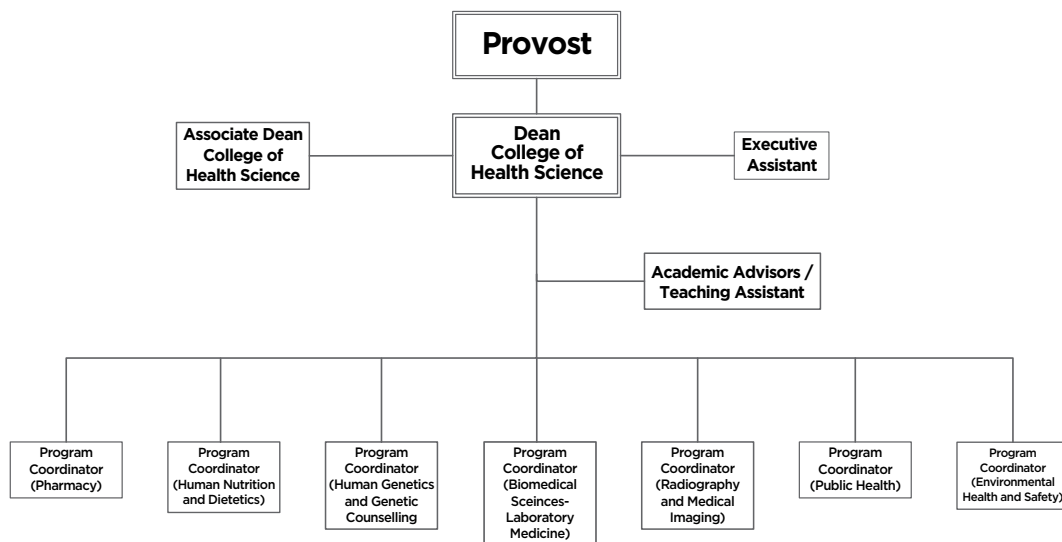 Provost
Associate Dean
College of
Health Science
Dean
College of
Health Science
Executive
Assistant
Academic Advisors /
Teaching Assistant
Program
Coordinator
(Pharmacy)
Program
Coordinator
(Human Nutrition
and Dietetics)
Program
Coordinator
(Human Genetics
and Genetic
Counselling
Program
Coordinator
(Biomedical
Sceinces-
Laboratory
Medicine)
Program
Coordinator
(Radiography
and Medical
Imaging)
Program
Coordinator
(Public Health)
Program
Coordinator
(Environmental
Health and Safety)